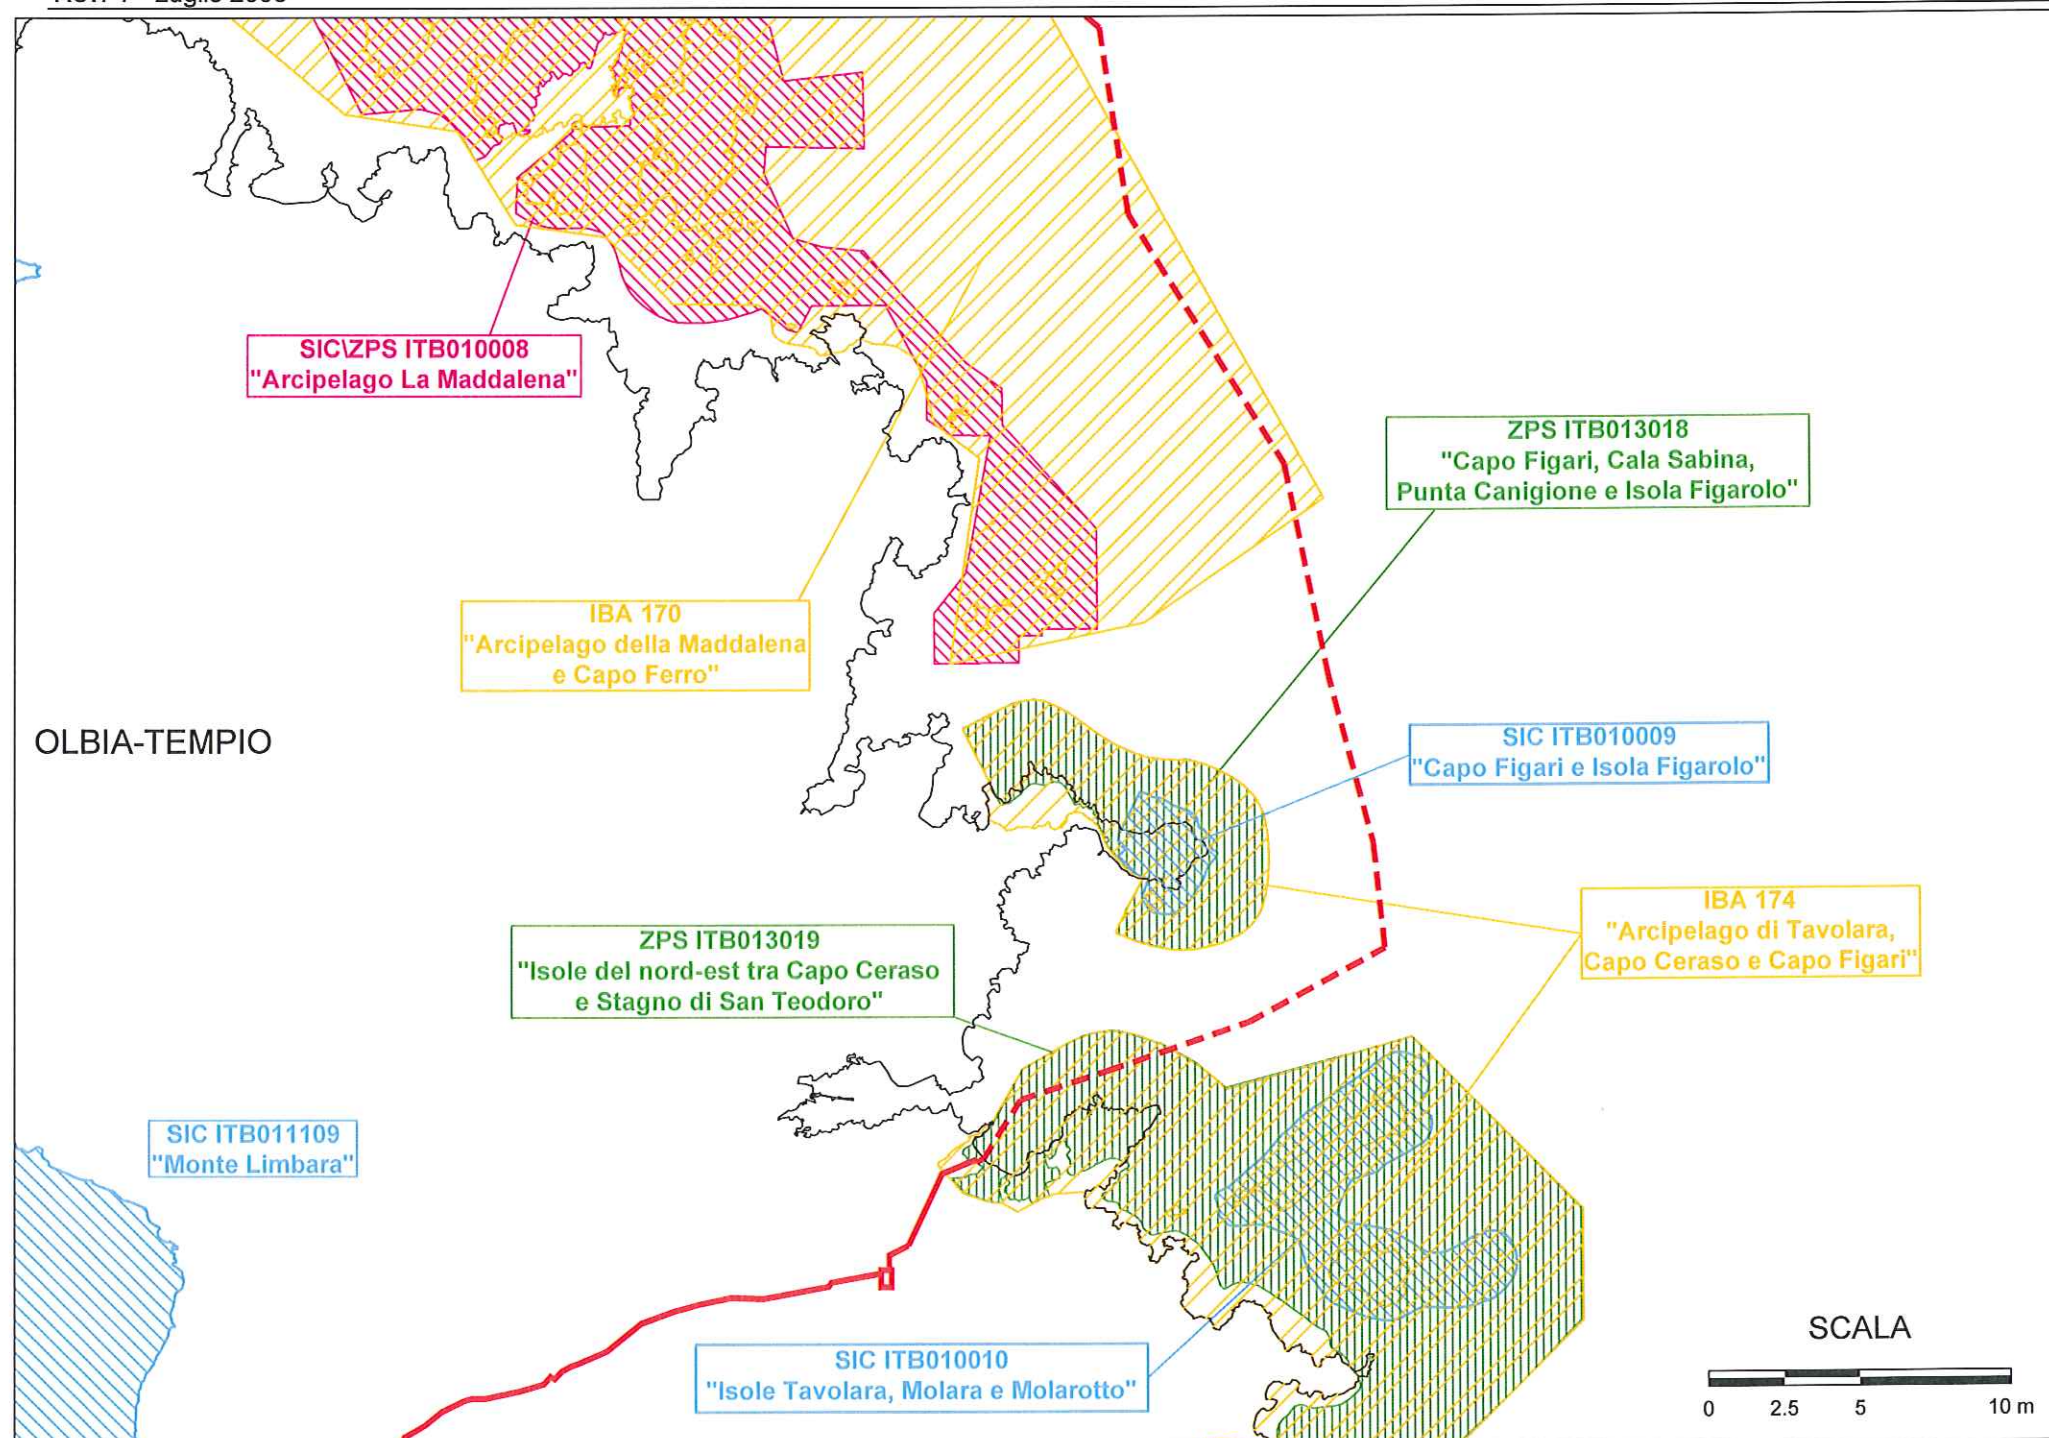 SIC\ZPS ITB010008
"Arcipelago La Maddalena"
ZPS ITB013018
"Capo Figari, Cala Sabina,
Punta Canigione e Isola Figarolo"
IBA 170
"Arcipelago della Maddalena
e Capo Ferro"
OLBIA-TEMPIO
SIC ITB010009
"Capo Figari e Isola Figarolo"
IBA 174
"Arcipelago di Tavolara,
Capo Ceraso e Capo Figari"
ZPS ITB013019
"Isole del nord-est tra Capo Ceraso
e Stagno di San Teodoro"
SIC ITB011109
"Monte Limbara"
SIC ITB010010
"Isole Tavolara, Molara e Molarotto"
SCALA
0 2.5 5 10 m